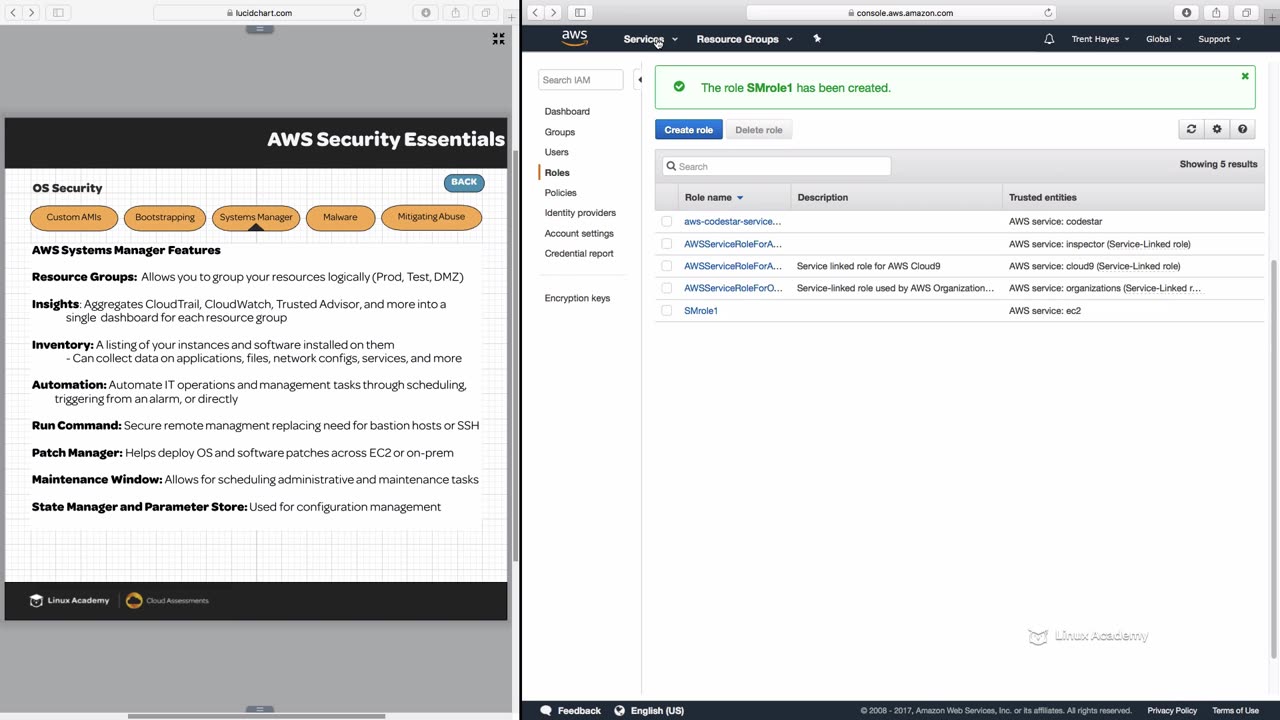 lucidchart.com
AWS Security Essentials
OS Security
BACK
Custom AMIs
Bootstrapping
Systems Manager
Malware
Mitigating Abuse
AWS Systems Manager Features
Resource Groups: Allows you to group your resources logically (Prod, Test, DMZ)
Insights: Aggregates CloudTrail, CloudWatch, Trusted Advisor, and more into a
single dashboard for each resource group
Inventory: A listing of your instances and software installed on them
- Can collect data on applications, files, network configs, services, and more
Automation: Automate IT operations and management tasks through scheduling,
triggering from an alarm, or directly
Run Command: Secure remote managment replacing need for bastion hosts or SSH
Patch Manager: Helps deploy OS and software patches across EC2 or on-prem
Maintenance Window: Allows for scheduling administrative and maintenance tasks
State Manager and Parameter Store: Used for configuration management
Linux Academy
Cloud Assessments
console.aws.amazon.com
aws
Services
Resource Groups
Trent Hayes
Global
Support
Search IAM
Dashboard
Groups
Users
Roles
Policies
Identity providers
Account settings
Credential report
Encryption keys
The role SMrole1 has been created.
Create role
Delete role
Search
Showing 5 results
Role name
Description
Trusted entities
aws-codestar-service...
AWS service: codestar
AWSServiceRoleForA...
AWS service: inspector (Service-Linked role)
AWSServiceRoleForA...
Service linked role for AWS Cloud9
AWS service: cloud9 (Service-Linked role)
AWSServiceRoleForO...
Service-linked role used by AWS Organization...
AWS service: organizations (Service-Linked r...
SMrole1
AWS service: ec2
Linux Academy
Feedback
English (US)
© 2008 - 2017, Amazon Web Services, Inc. or its affiliates. All rights reserved.
Privacy Policy
Terms of Use